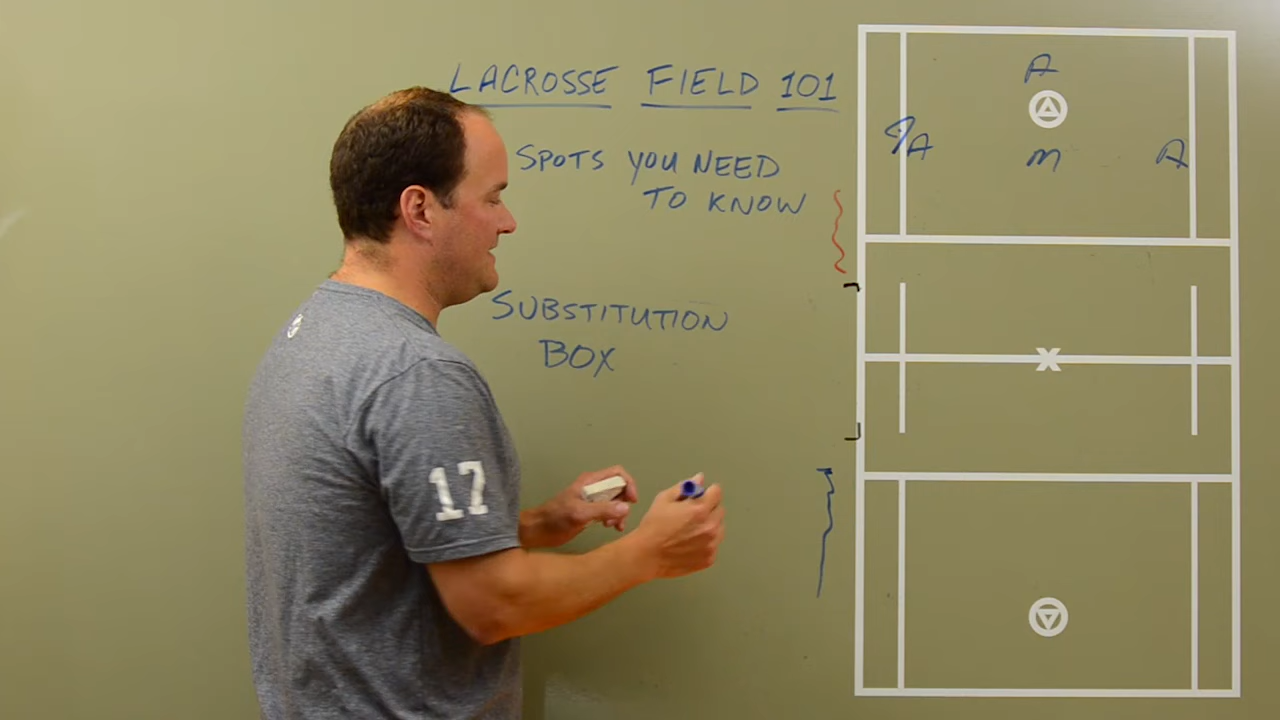 LACROSSE FIELD 101
SPOTS YOU NEED
TO KNOW
SUBSTITUTION
BOX
17
A
A
M
A
X